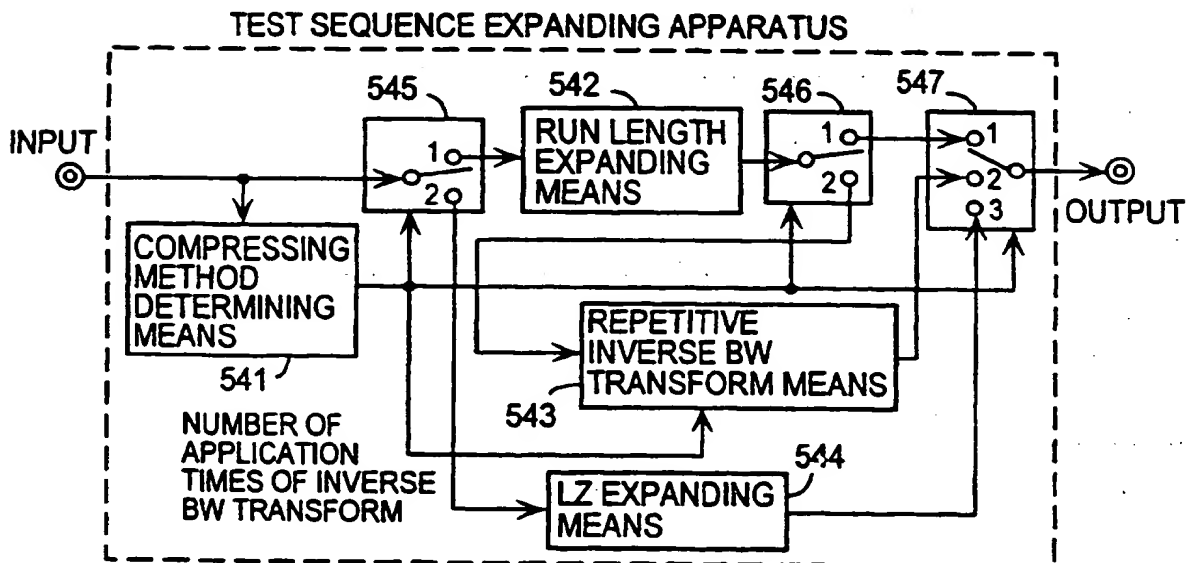 TEST SEQUENCE EXPANDING APPARATUS
545
542
546
547
INPUT
1
2
RUN LENGTH
EXPANDING
MEANS
1
2
1
2
3
OUTPUT
COMPRESSING
METHOD
DETERMINING
MEANS
541
REPETITIVE
INVERSE BW
TRANSFORM MEANS
543
NUMBER OF
APPLICATION
TIMES OF INVERSE
BW TRANSFORM
544
LZ EXPANDING
MEANS